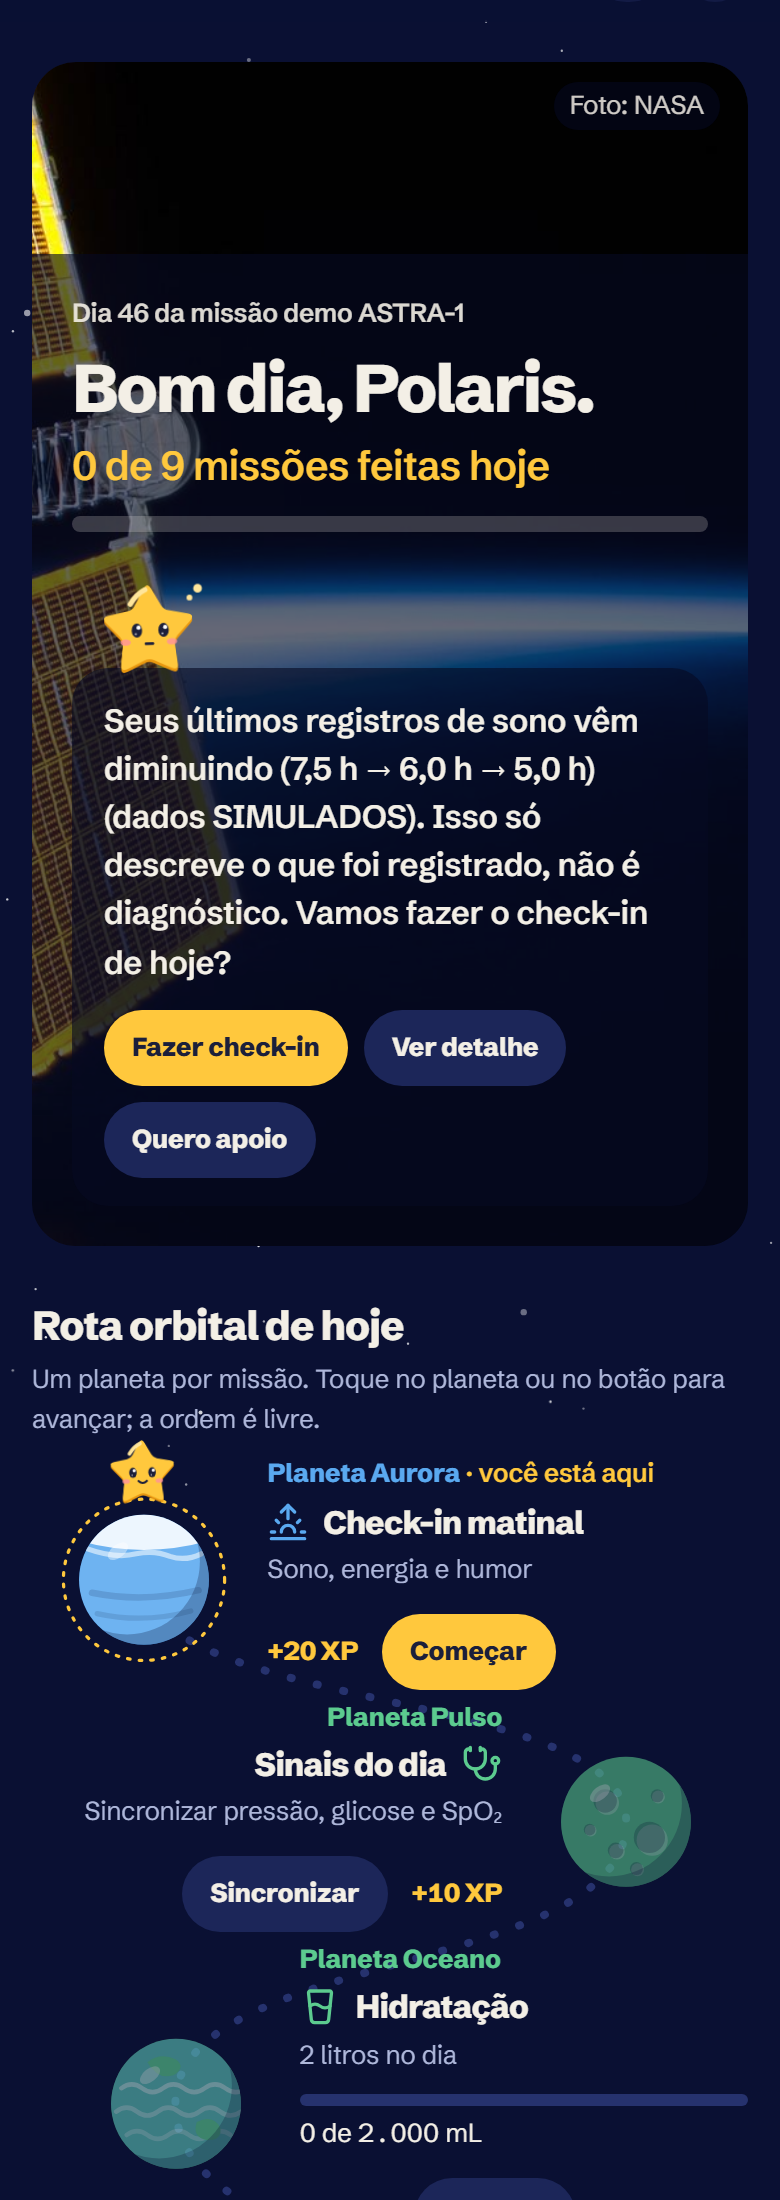 Foto: NASA
Dia 46 da missão demo ASTRA-1
Bom dia, Polaris.
0 de 9 missões feitas hoje
Seus últimos registros de sono vêm
diminuindo (7,5 h → 6,0 h → 5,0 h)
(dados SIMULADOS). Isso só
descreve o que foi registrado, não é
diagnóstico. Vamos fazer o check-in
de hoje?
Fazer check-in
Ver detalhe
Quero apoio
Rota orbital de hoje
Um planeta por missão. Toque no planeta ou no botão para
avançar; a ordem é livre.
Planeta Aurora · você está aqui
Check-in matinal
Sono, energia e humor
+20 XP
Começar
Planeta Pulso
Sinais do dia
Sincronizar pressão, glicose e SpO₂
Sincronizar
+10 XP
Planeta Oceano
Hidratação
2 litros no dia
0 de 2.000 mL